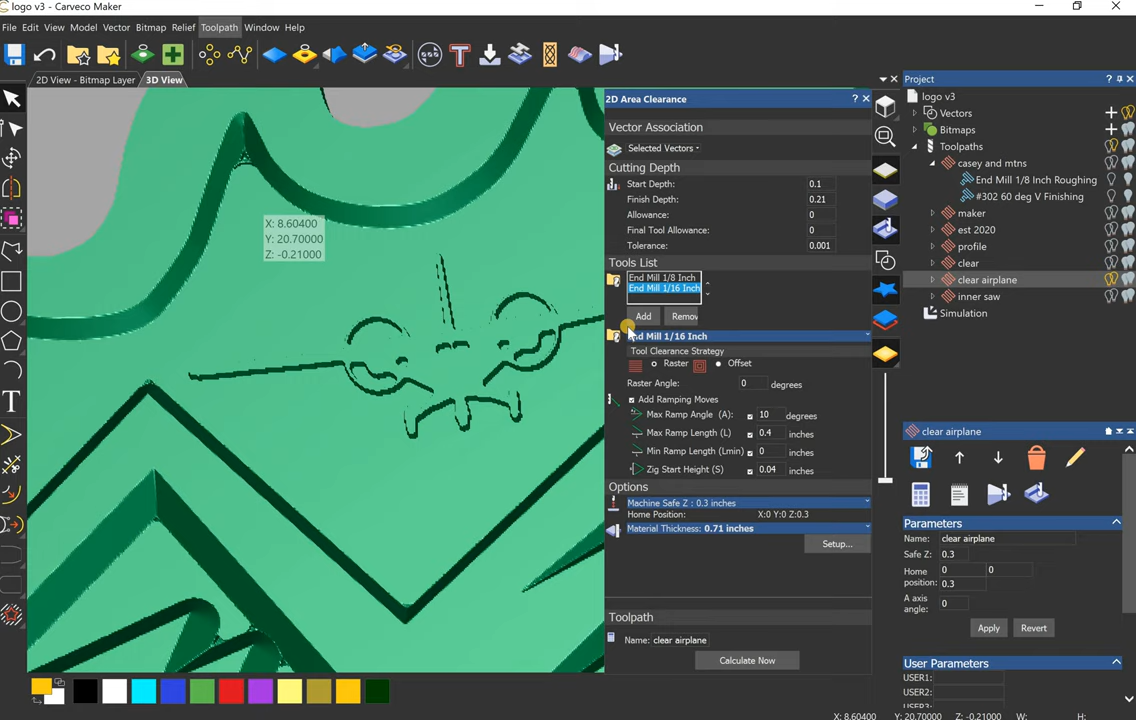 logo v3 - Carveco Maker
File Edit View Model Vector Bitmap Relief Toolpath Window Help
2D View - Bitmap Layer
3D View
X: 8.60400
Y: 20.70000
Z: -0.21000
2D Area Clearance
?
Vector Association
Selected Vectors
Cutting Depth
Start Depth: 0.1
Finish Depth: 0.21
Allowance: 0
Final Tool Allowance: 0
Tolerance: 0.001
Tools List
End Mill 1/8 Inch
End Mill 1/16 Inch
Add Remov
End Mill 1/16 Inch
Tool Clearance Strategy
Raster Offset
Raster Angle: 0 degrees
Add Ramping Moves
Max Ramp Angle (A): 10 degrees
Max Ramp Length (L) 0.4 inches
Min Ramp Length (Lmin) 0 inches
Zig Start Height (S) 0.04 inches
Options
Machine Safe Z : 0.3 inches
Home Position: X:0 Y:0 Z:0.3
Material Thickness: 0.71 inches
Setup...
Toolpath
Name: clear airplane
Calculate Now
Project
?
logo v3
Vectors
Bitmaps
Toolpaths
casey and mtns
End Mill 1/8 Inch Roughing
#302 60 deg V Finishing
maker
est 2020
profile
clear
clear airplane
inner saw
Simulation
clear airplane
Parameters
Name: clear airplane
Safe Z: 0.3
Home position: 0 0
0.3
A axis angle: 0
Apply Revert
User Parameters
USER1:
USER2:
X: 8.60400 Y: 20.70000 Z: -0.21000 W: H: